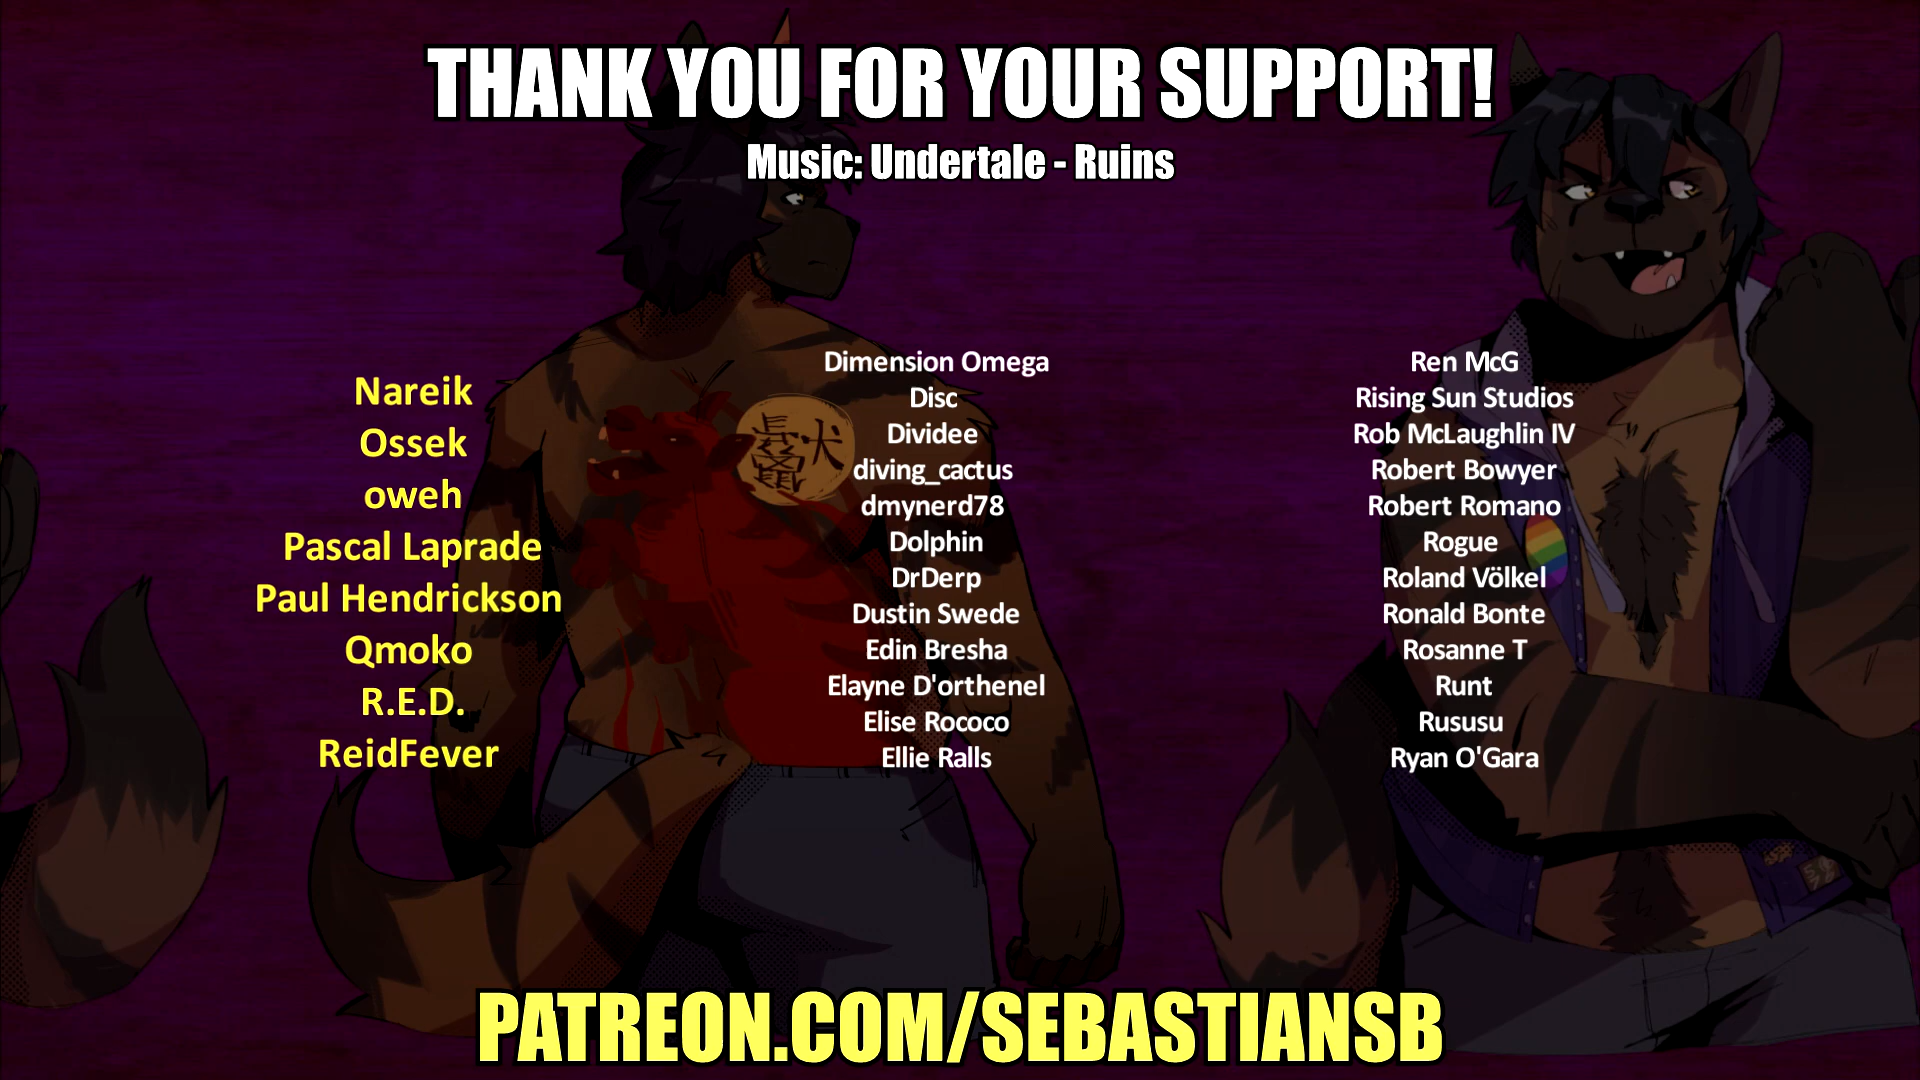 THANK YOU FOR YOUR SUPPORT!
Music: Undertale - Ruins
Nareik
Ossek
oweh
Pascal Laprade
Paul Hendrickson
Qmoko
R.E.D.
ReidFever
Dimension Omega
Disc
Dividee
diving_cactus
dmynerd78
Dolphin
DrDerp
Dustin Swede
Edin Bresha
Elayne D'orthenel
Elise Rococo
Ellie Ralls
Ren McG
Rising Sun Studios
Rob McLaughlin IV
Robert Bowyer
Robert Romano
Rogue
Roland Völkel
Ronald Bonte
Rosanne T
Runt
Rususu
Ryan O'Gara
PATREON.COM/SEBASTIANSB